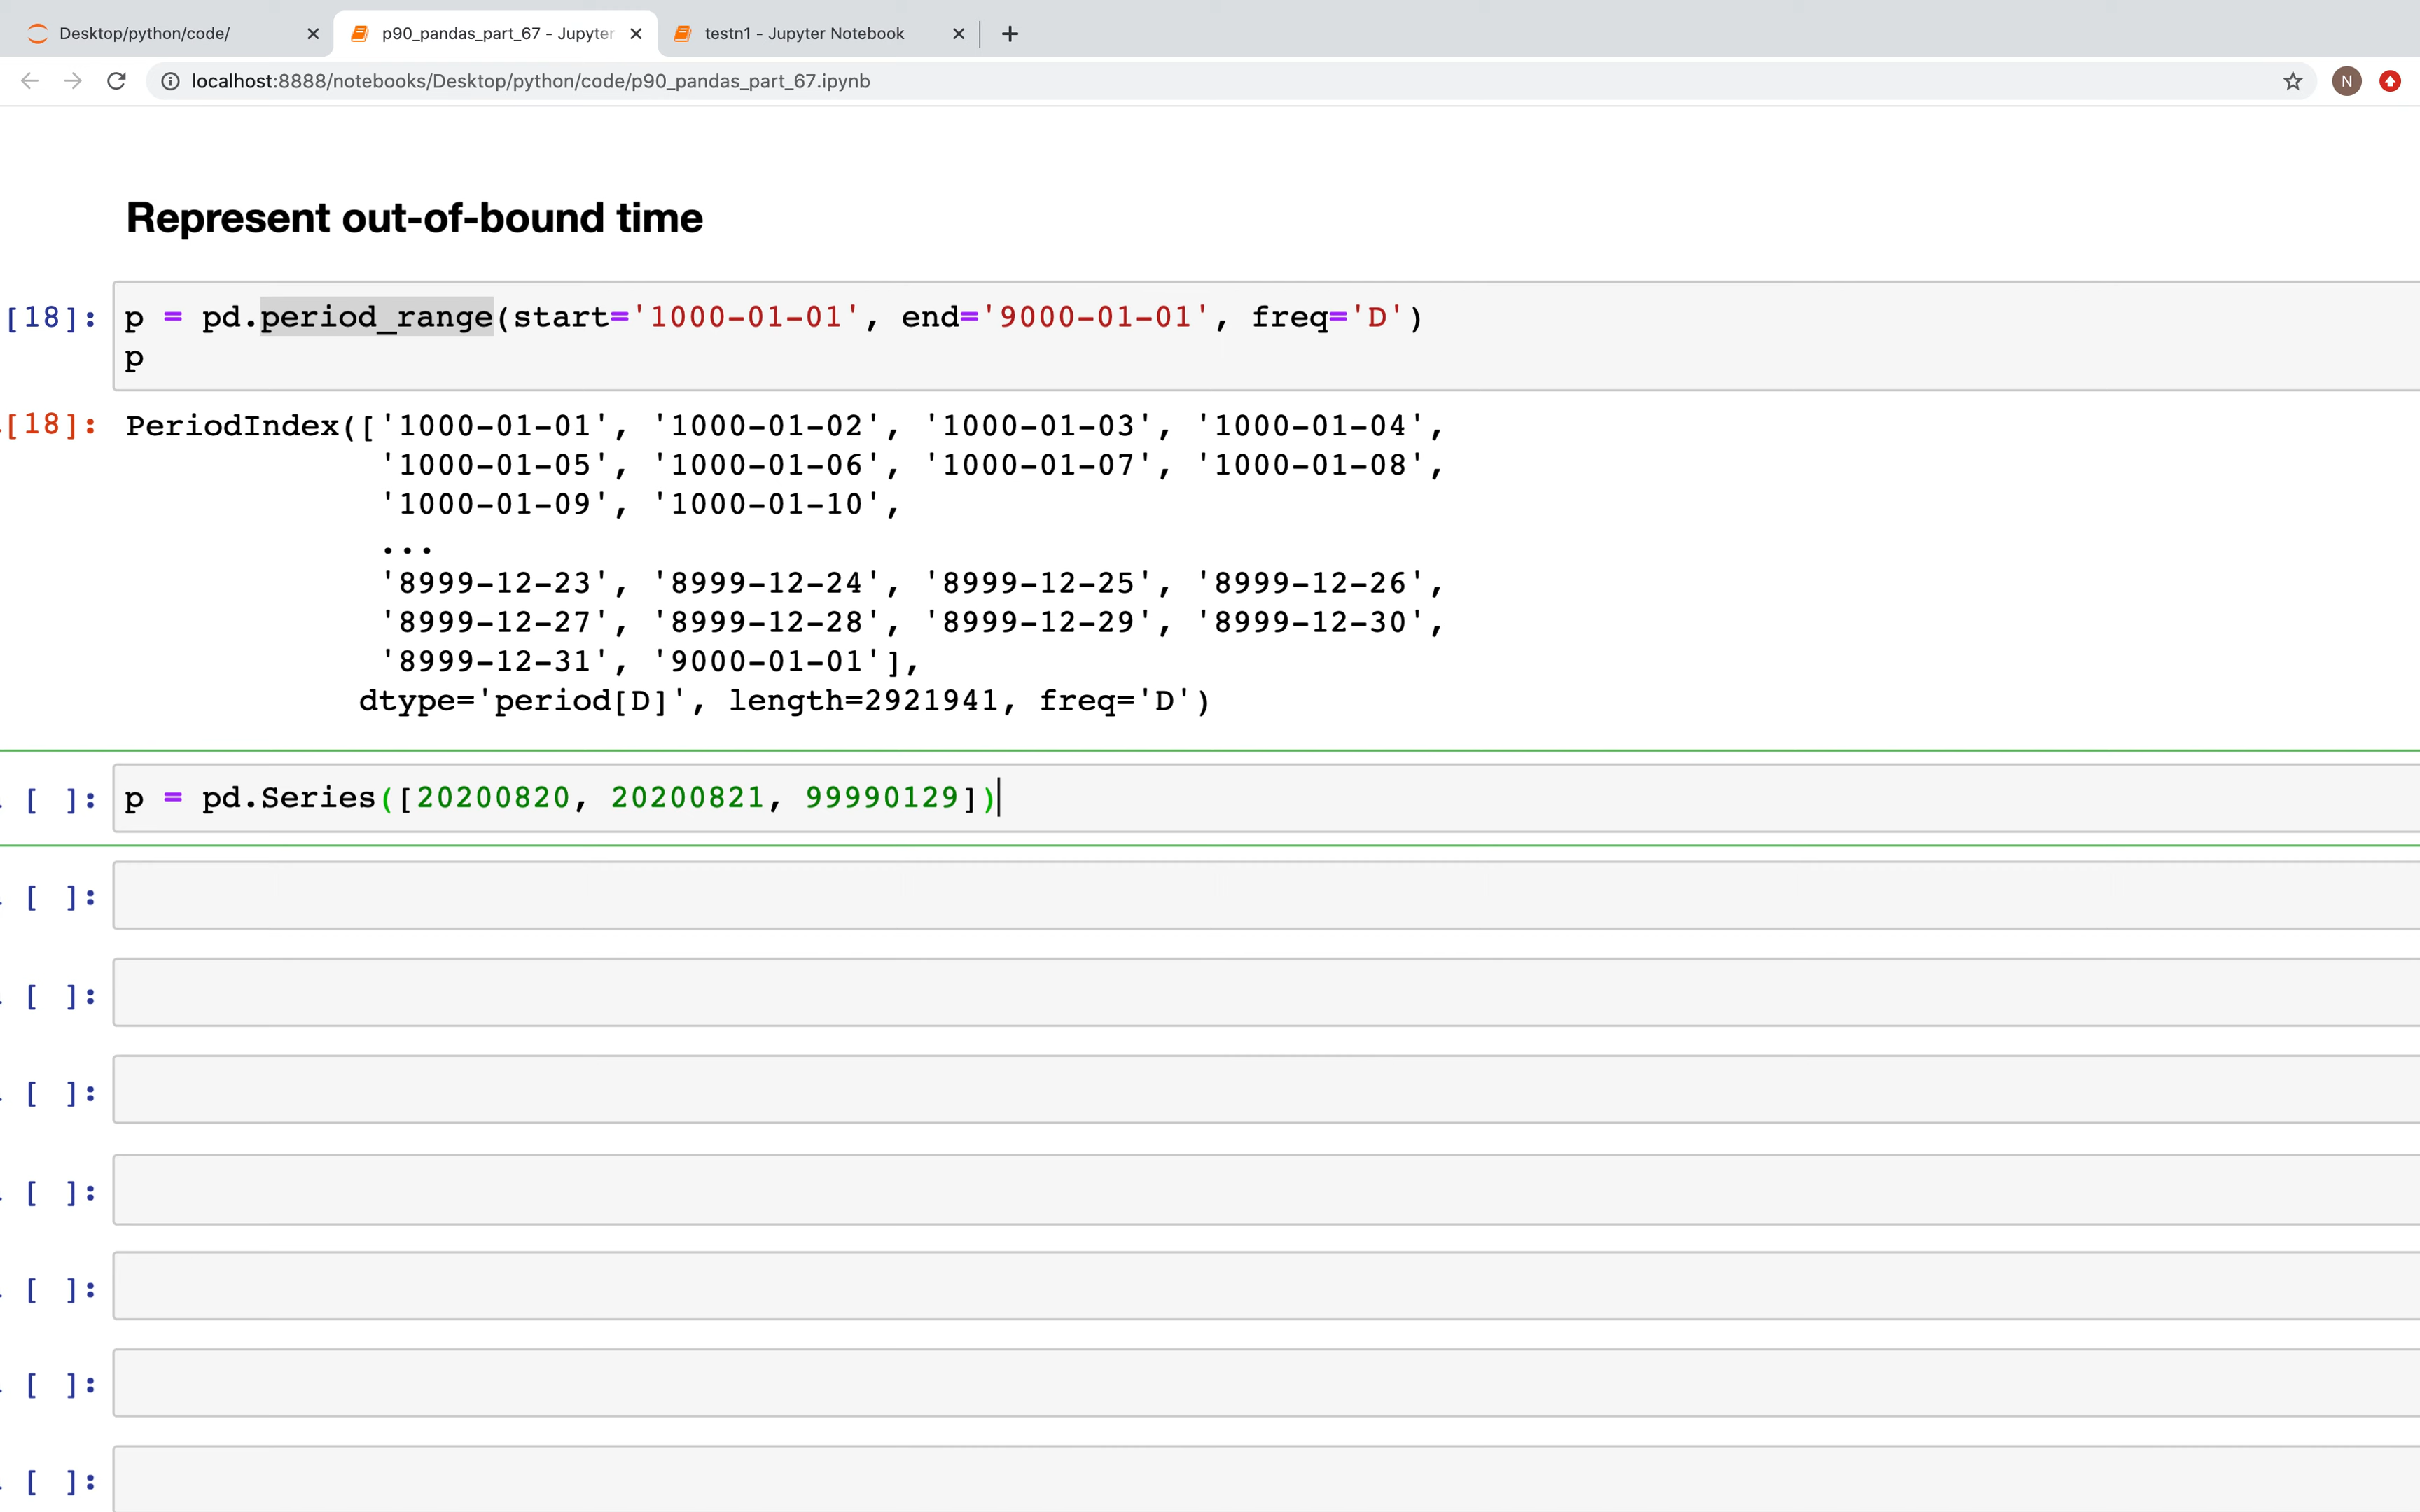 Desktop/python/code/
p90_pandas_part_67 - Jupyter
testn1 - Jupyter Notebook
localhost:8888/notebooks/Desktop/python/code/p90_pandas_part_67.ipynb
N
Represent out-of-bound time
[18]: p = pd.period_range(start='1000-01-01', end='9000-01-01', freq='D')
p
[18]: PeriodIndex(['1000-01-01', '1000-01-02', '1000-01-03', '1000-01-04',
'1000-01-05', '1000-01-06', '1000-01-07', '1000-01-08',
'1000-01-09', '1000-01-10',
...
'8999-12-23', '8999-12-24', '8999-12-25', '8999-12-26',
'8999-12-27', '8999-12-28', '8999-12-29', '8999-12-30',
'8999-12-31', '9000-01-01'],
dtype='period[D]', length=2921941, freq='D')
[ ]: p = pd.Series([20200820, 20200821, 99990129])
[ ]:
[ ]:
[ ]:
[ ]:
[ ]:
[ ]:
[ ]: